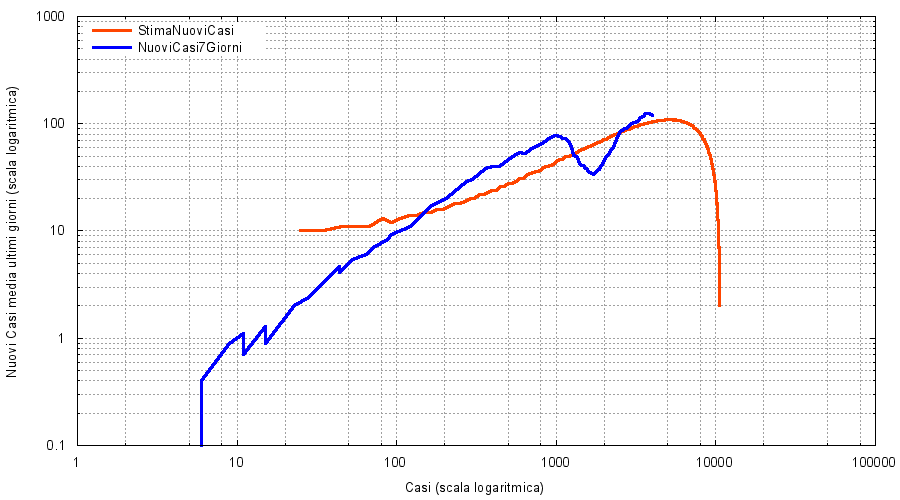 1000
StimaNuoviCasi
NuoviCasi7Giorni
100
10
1
0.1
Nuovi Casi media ultimi giorni (scala logaritmica)
1 10 100 1000 10000 100000
Casi (scala logaritmica)